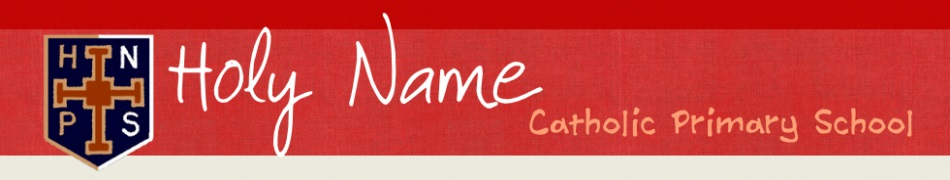 H N
P S
Holy Name
Catholic Primary School